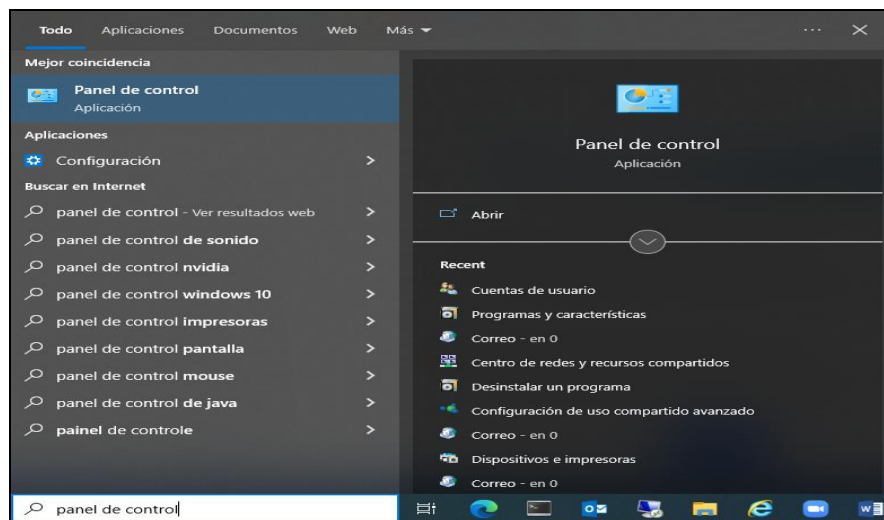 Todo Aplicaciones Documentos Web Más
Mejor coincidencia
Panel de control
Aplicación
Aplicaciones
Configuración
Buscar en Internet
panel de control - Ver resultados web
panel de control de sonido
panel de control nvidia
panel de control windows 10
panel de control impresoras
panel de control pantalla
panel de control mouse
panel de control de java
painel de controle
panel de control
Panel de control
Aplicación
Abrir
Recent
Cuentas de usuario
Programas y características
Correo - en 0
Centro de redes y recursos compartidos
Desinstalar un programa
Configuración de uso compartido avanzado
Correo - en 0
Dispositivos e impresoras
Correo - en 0